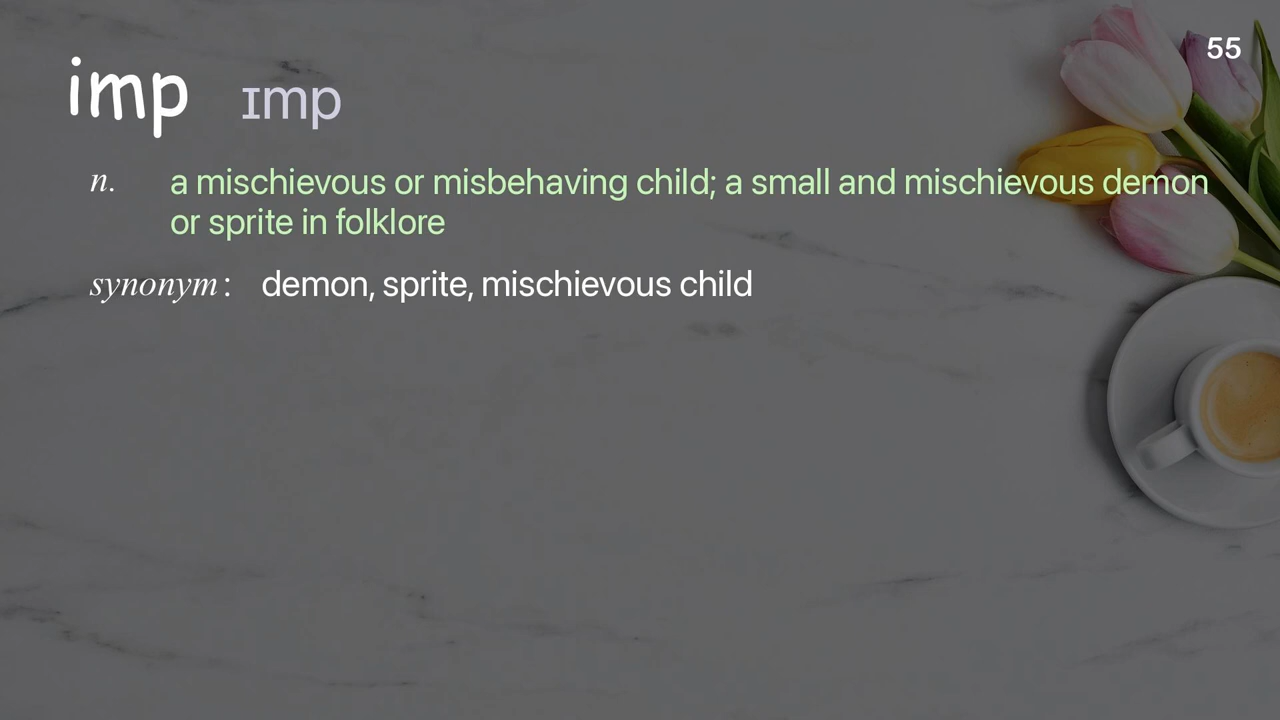 55
imp ɪmp
n. a mischievous or misbehaving child; a small and mischievous demon
or sprite in folklore
synonym : demon, sprite, mischievous child